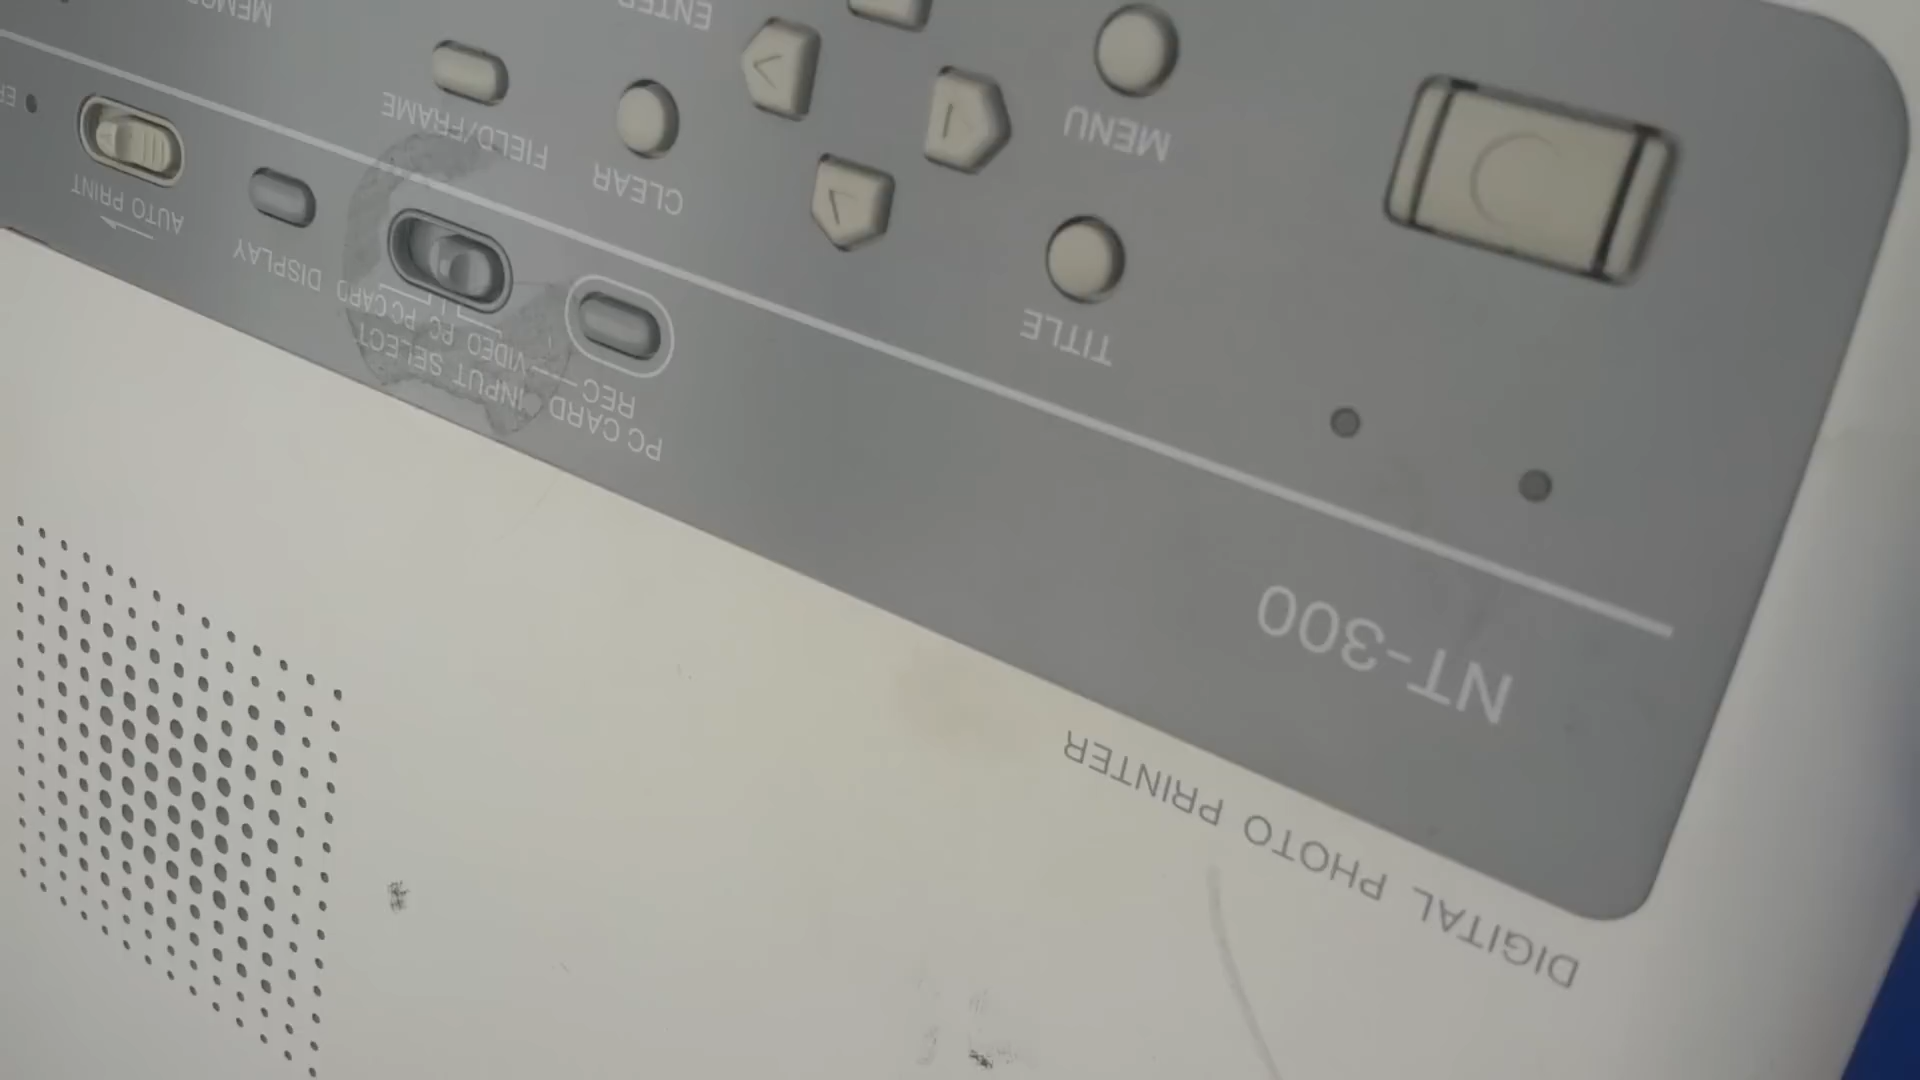 DIGITAL PHOTO PRINTER
NT-300
PC CARD
REC
INPUT SELECT
VIDEO PC PC CARD
DISPLAY
AUTO PRINT
TITLE
MENU
CLEAR
FIELD/FRAME
ENTER